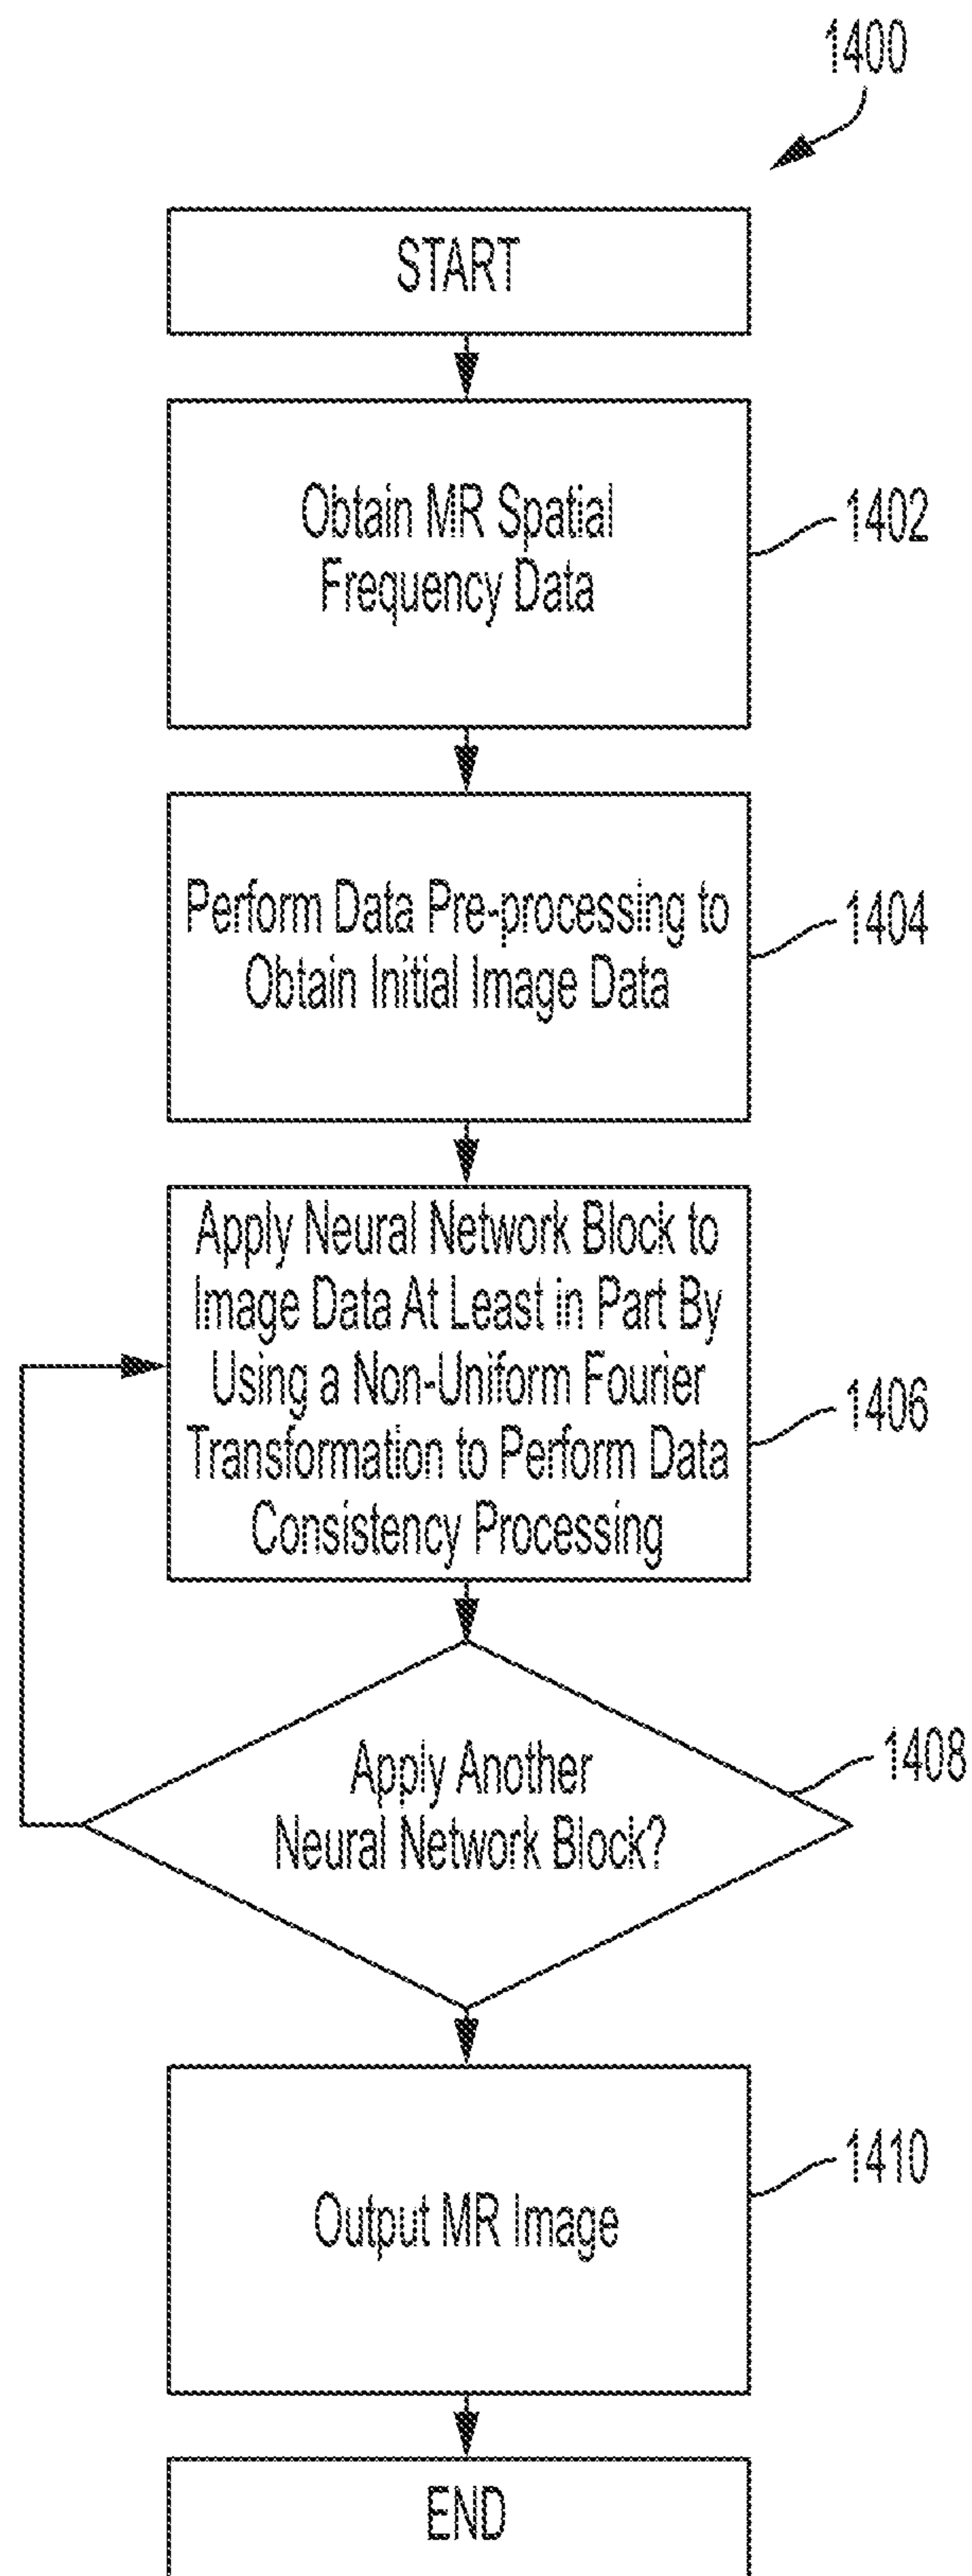 1400
START
Obtain MR Spatial
Frequency Data
1402
Perform Data Pre-processing to
Obtain Initial Image Data
1404
Apply Neural Network Block to
Image Data At Least in Part By
Using a Non-Uniform Fourier
Transformation to Perform Data
Consistency Processing
1406
Apply Another
Neural Network Block?
1408
Output MR Image
1410
END